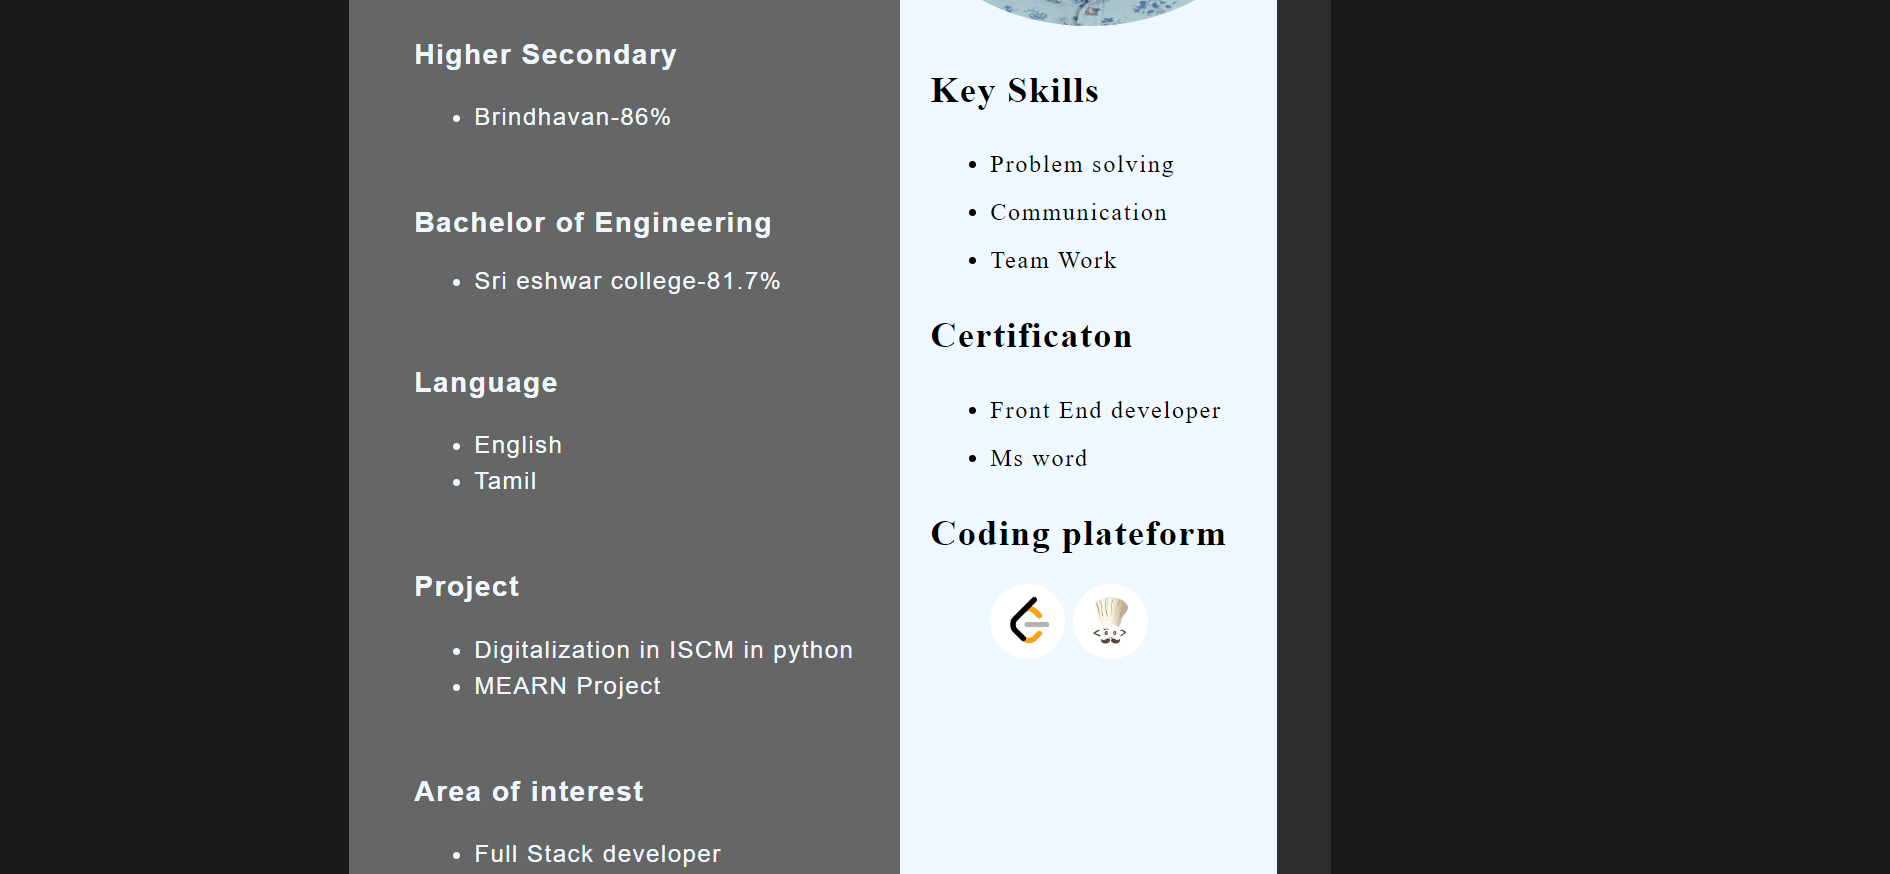 Higher Secondary
Brindhavan-86%
Bachelor of Engineering
Sri eshwar college-81.7%
Language
English
Tamil
Project
Digitalization in ISCM in python
MEARN Project
Area of interest
Full Stack developer
Key Skills
Problem solving
Communication
Team Work
Certificaton
Front End developer
Ms word
Coding plateform